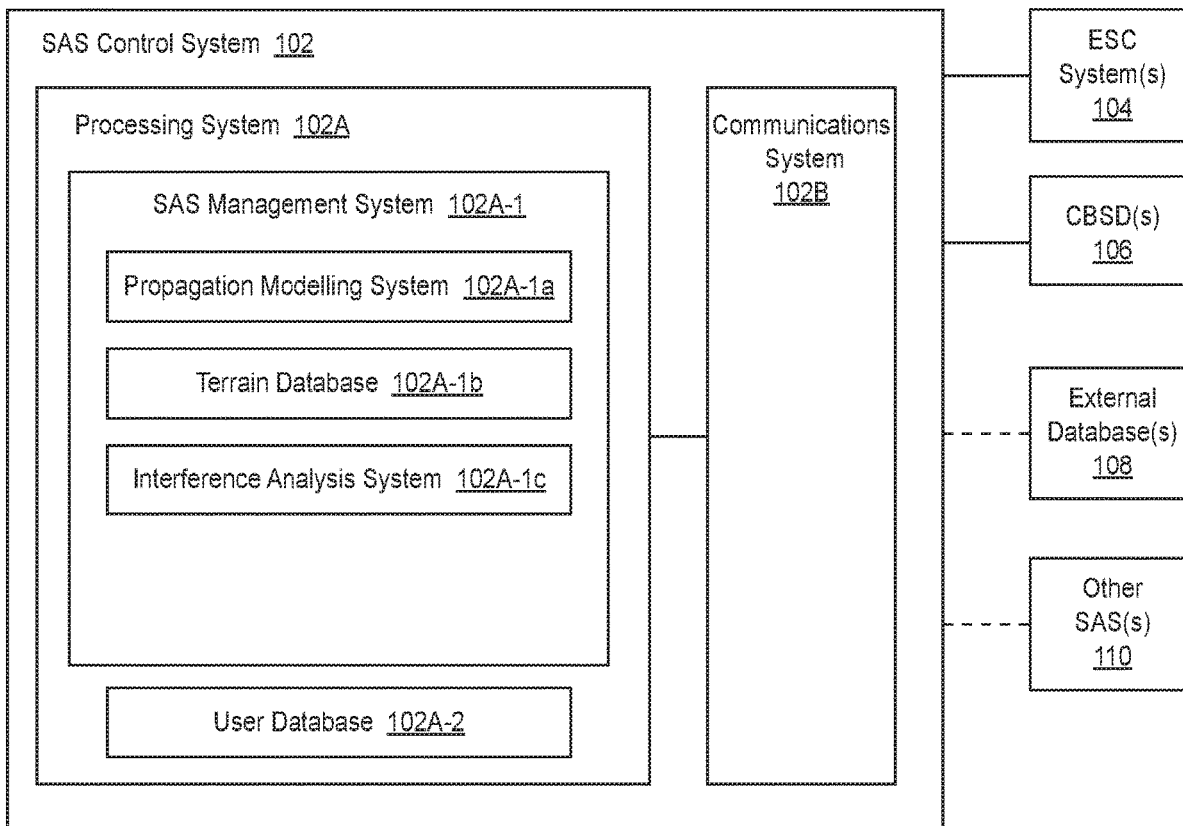 SAS Control System 102
Processing System 102A
SAS Management System 102A-1
Propagation Modelling System 102A-1a
Terrain Database 102A-1b
Interference Analysis System 102A-1c
User Database 102A-2
Communications
System
102B
ESC
System(s)
104
CBSD(s)
106
External
Database(s)
108
Other
SAS(s)
110